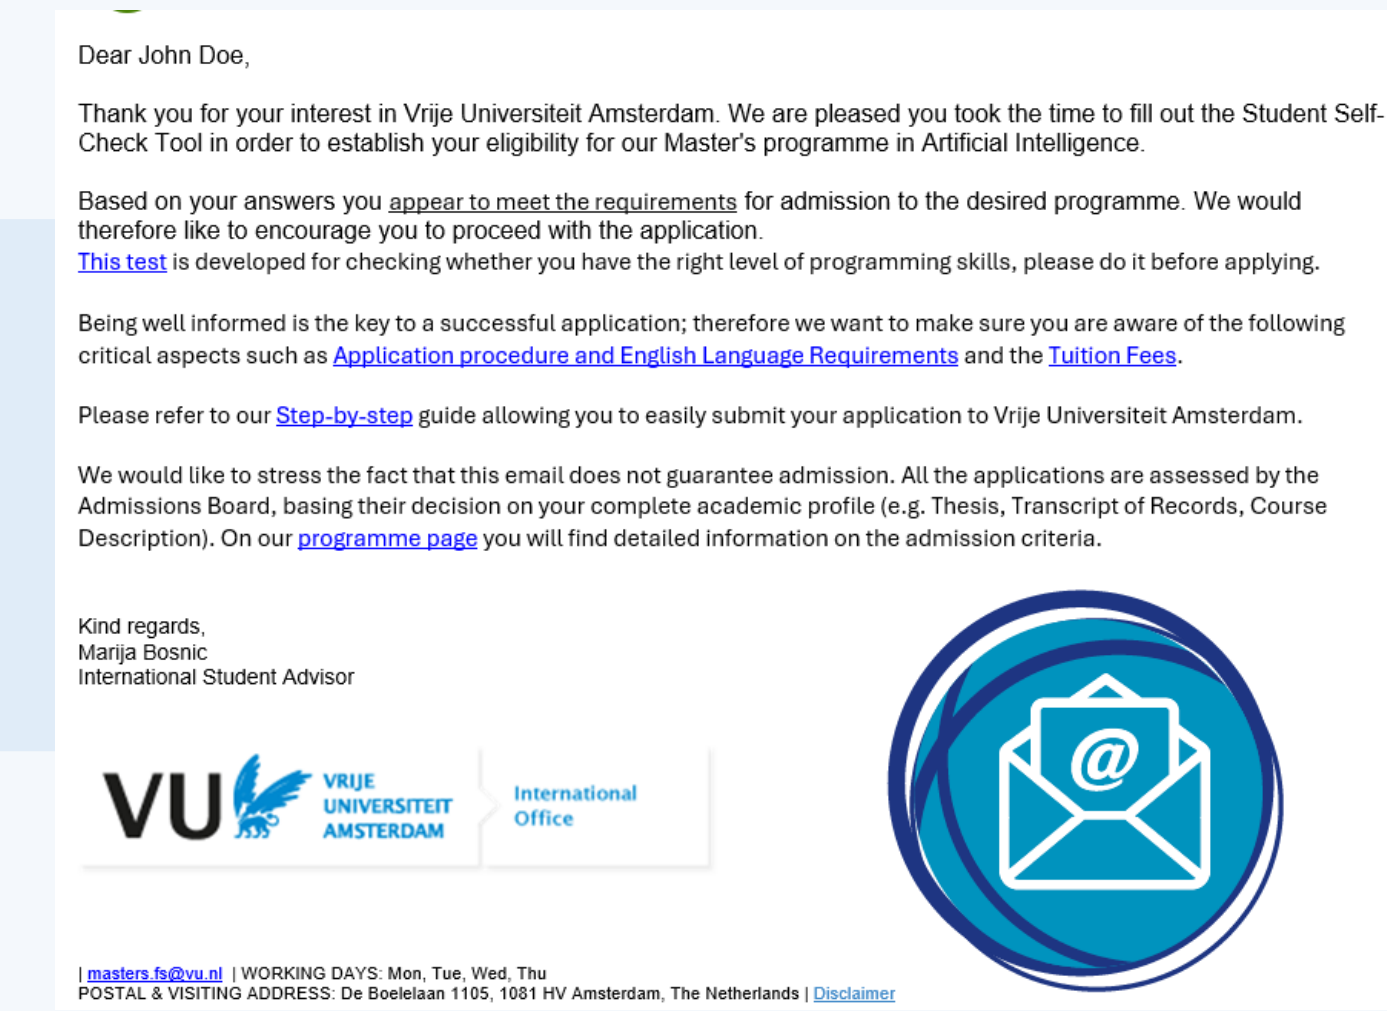 Dear John Doe,
Thank you for your interest in Vrije Universiteit Amsterdam. We are pleased you took the time to fill out the Student Self-
Check Tool in order to establish your eligibility for our Master's programme in Artificial Intelligence.
Based on your answers you appear to meet the requirements for admission to the desired programme. We would
therefore like to encourage you to proceed with the application.
This test is developed for checking whether you have the right level of programming skills, please do it before applying.
Being well informed is the key to a successful application; therefore we want to make sure you are aware of the following
critical aspects such as Application procedure and English Language Requirements and the Tuition Fees.
Please refer to our Step-by-step guide allowing you to easily submit your application to Vrije Universiteit Amsterdam.
We would like to stress the fact that this email does not guarantee admission. All the applications are assessed by the
Admissions Board, basing their decision on your complete academic profile (e.g. Thesis, Transcript of Records, Course
Description). On our programme page you will find detailed information on the admission criteria.
Kind regards,
Marija Bosnic
International Student Advisor
VU
VRIJE
UNIVERSITEIT
AMSTERDAM
International
Office
@
| masters.fs@vu.nl | WORKING DAYS: Mon, Tue, Wed, Thu
POSTAL & VISITING ADDRESS: De Boelelaan 1105, 1081 HV Amsterdam, The Netherlands | Disclaimer